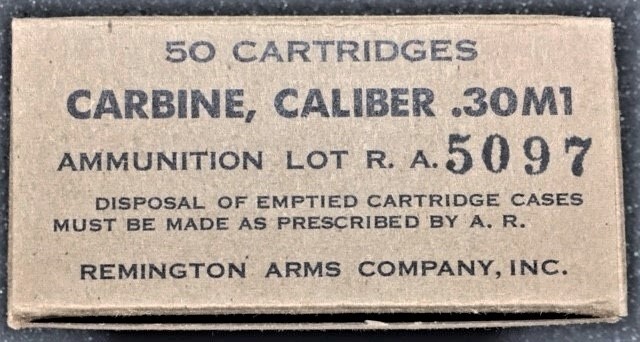 50 CARTRIDGES
CARBINE, CALIBER .30M1
AMMUNITION LOT R. A. 5097
DISPOSAL OF EMPTIED CARTRIDGE CASES
MUST BE MADE AS PRESCRIBED BY A. R.
REMINGTON ARMS COMPANY, INC.